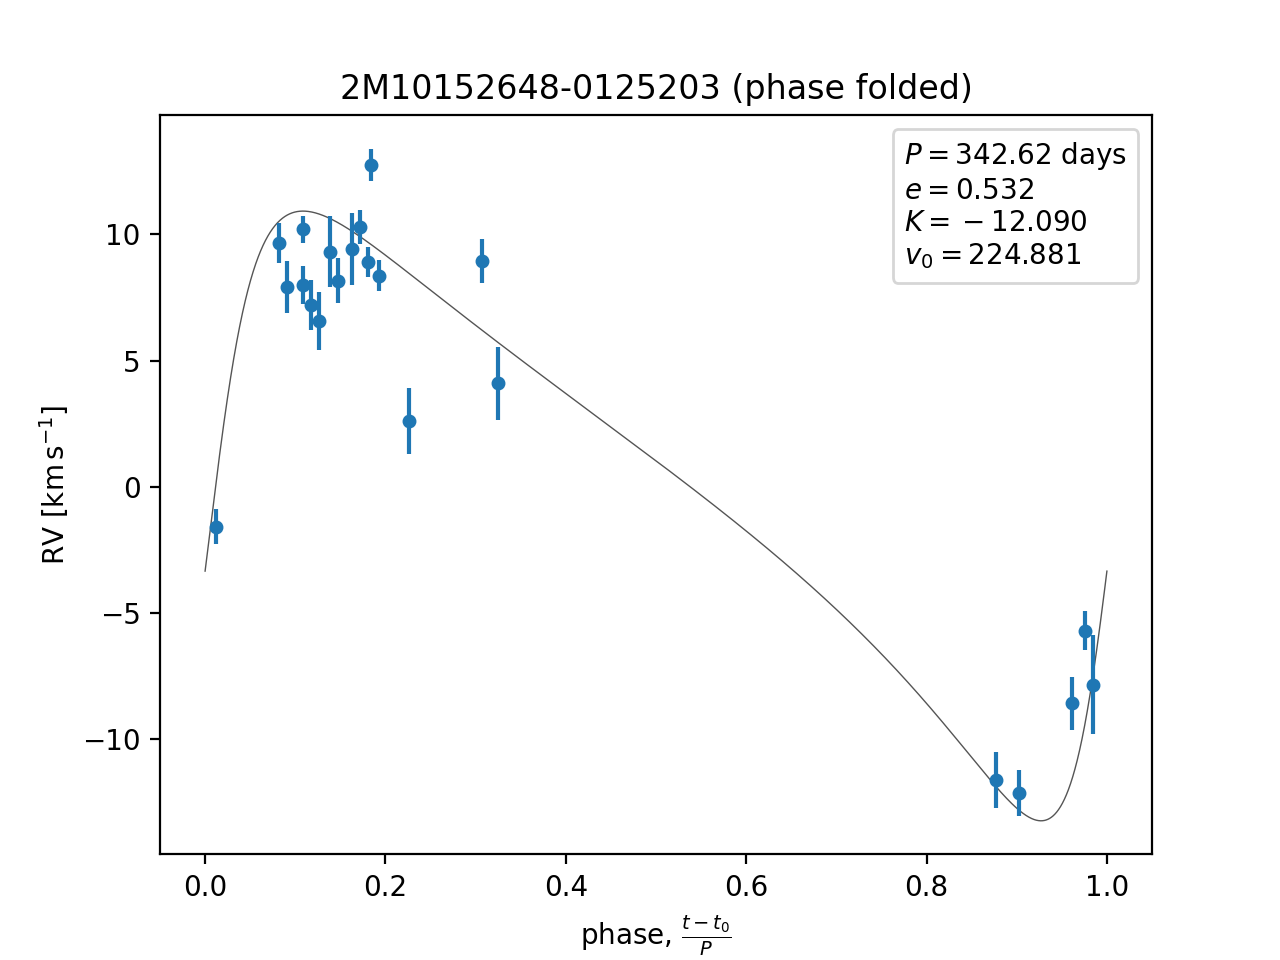 2M10152648-0125203 (phase folded)
P = 342.62 days
e = 0.532
K = −12.090
v₀ = 224.881
RV [km s⁻¹]
10
5
0
−5
−10
0.0 0.2 0.4 0.6 0.8 1.0
phase, (t − t₀)/P